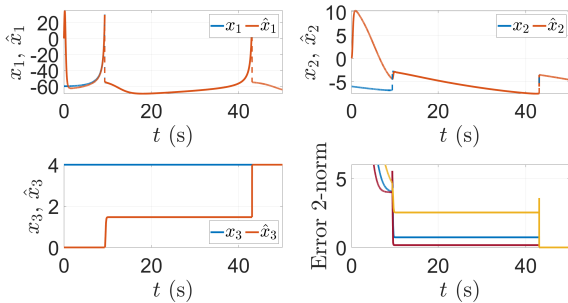 x₁, x̂₁
20
0
-20
-40
-60
x₁ x̂₁
0 20 40
t (s)
x₂, x̂₂
10
5
0
-5
x₂ x̂₂
0 20 40
t (s)
x₃, x̂₃
4
2
0
x₃ x̂₃
0 20 40
t (s)
Error 2-norm
5
0
0 20 40
t (s)